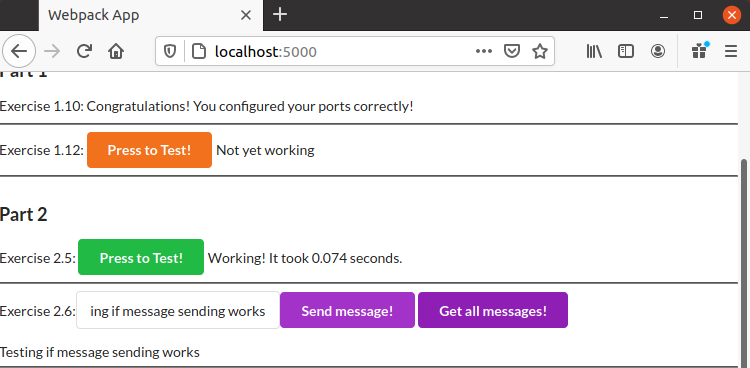 Webpack App
localhost:5000
Part 1
Exercise 1.10: Congratulations! You configured your ports correctly!
Exercise 1.12: Press to Test! Not yet working
Part 2
Exercise 2.5: Press to Test! Working! It took 0.074 seconds.
Exercise 2.6: ing if message sending works Send message! Get all messages!
Testing if message sending works